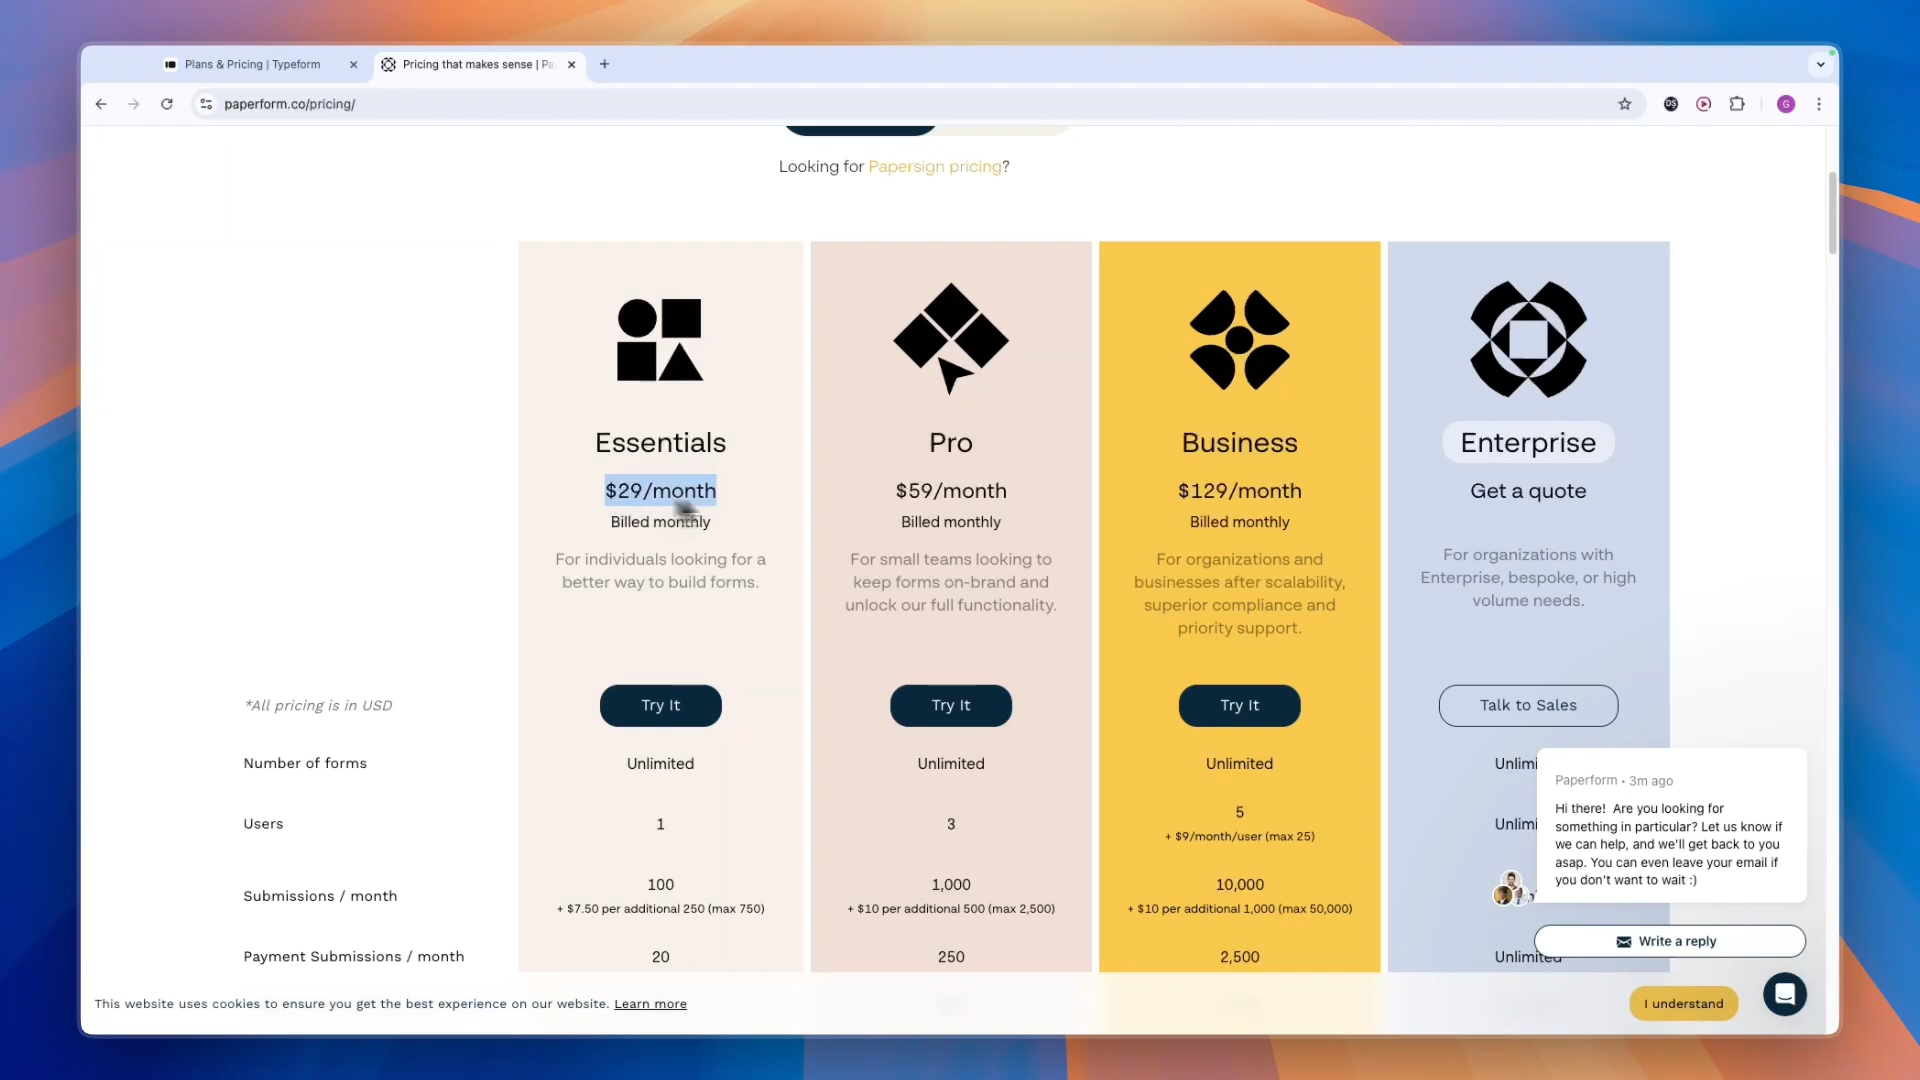 Plans & Pricing | Typeform
Pricing that makes sense | Pa
paperform.co/pricing/
G
Looking for Papersign pricing?
Essentials
$29/month
Billed monthly
For individuals looking for a
better way to build forms.
Try It
Pro
$59/month
Billed monthly
For small teams looking to
keep forms on-brand and
unlock our full functionality.
Try It
Business
$129/month
Billed monthly
For organizations and
businesses after scalability,
superior compliance and
priority support.
Try It
Enterprise
Get a quote
For organizations with
Enterprise, bespoke, or high
volume needs.
Talk to Sales
*All pricing is in USD
Number of forms
Unlimited
Unlimited
Unlimited
Unlimi
Users
1
3
5
+ $9/month/user (max 25)
Unlimi
Submissions / month
100
+ $7.50 per additional 250 (max 750)
1,000
+ $10 per additional 500 (max 2,500)
10,000
+ $10 per additional 1,000 (max 50,000)
Payment Submissions / month
20
250
2,500
Unlimited
Paperform • 3m ago
Hi there! Are you looking for
something in particular? Let us know if
we can help, and we'll get back to you
asap. You can even leave your email if
you don't want to wait :)
Write a reply
This website uses cookies to ensure you get the best experience on our website. Learn more
I understand